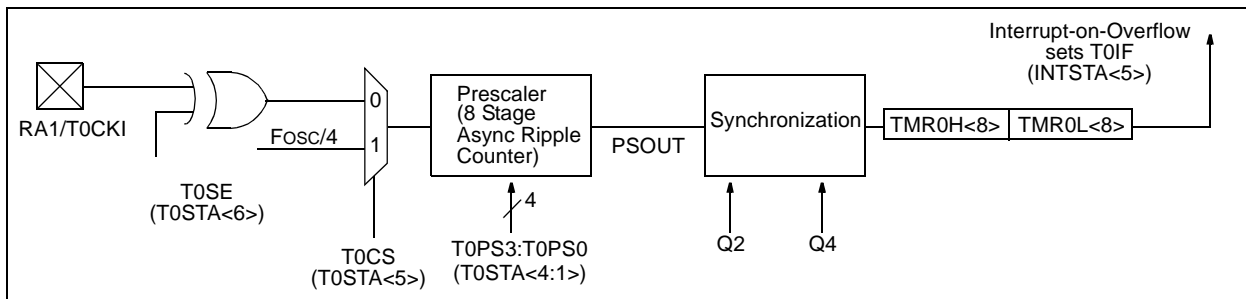 Interrupt-on-Overflow
sets T0IF
(INTSTA<5>)
RA1/T0CKI
0
1
FOSC/4
Prescaler
(8 Stage
Async Ripple
Counter)
PSOUT
Synchronization
TMR0H<8>
TMR0L<8>
T0SE
(T0STA<6>)
4
Q2
Q4
T0CS
(T0STA<5>)
T0PS3:T0PS0
(T0STA<4:1>)